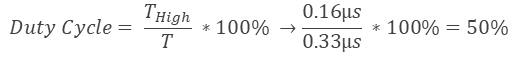 Duty Cycle = T_High / T * 100% → 0.16µs / 0.33µs * 100% = 50%